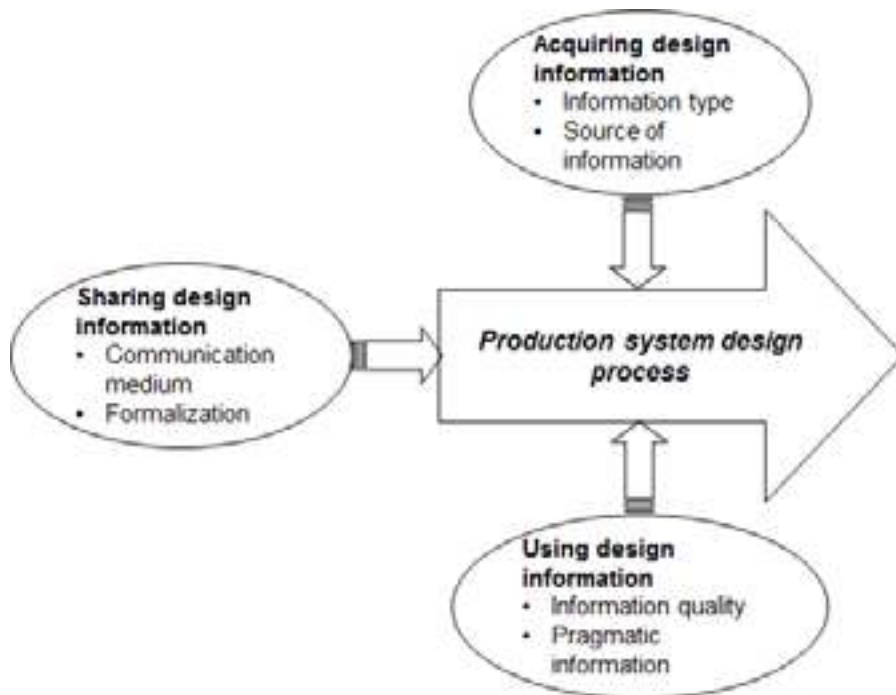 Acquiring design
information
• Information type
• Source of
information
Sharing design
information
• Communication
medium
• Formalization
Production system design
process
Using design
information
• Information quality
• Pragmatic
information